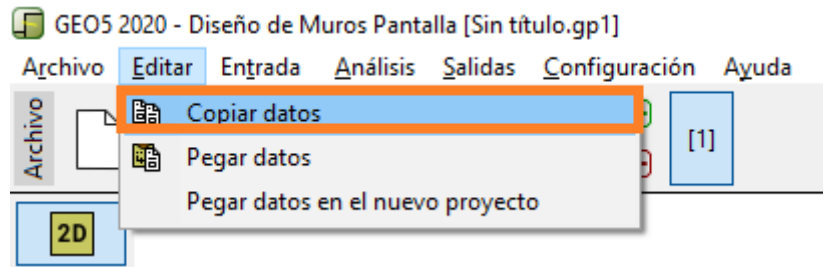 GEO5 2020 - Diseño de Muros Pantalla [Sin título.gp1]
Archivo Editar Entrada Análisis Salidas Configuración Ayuda
Archivo
Copiar datos
[1]
Pegar datos
Pegar datos en el nuevo proyecto
2D